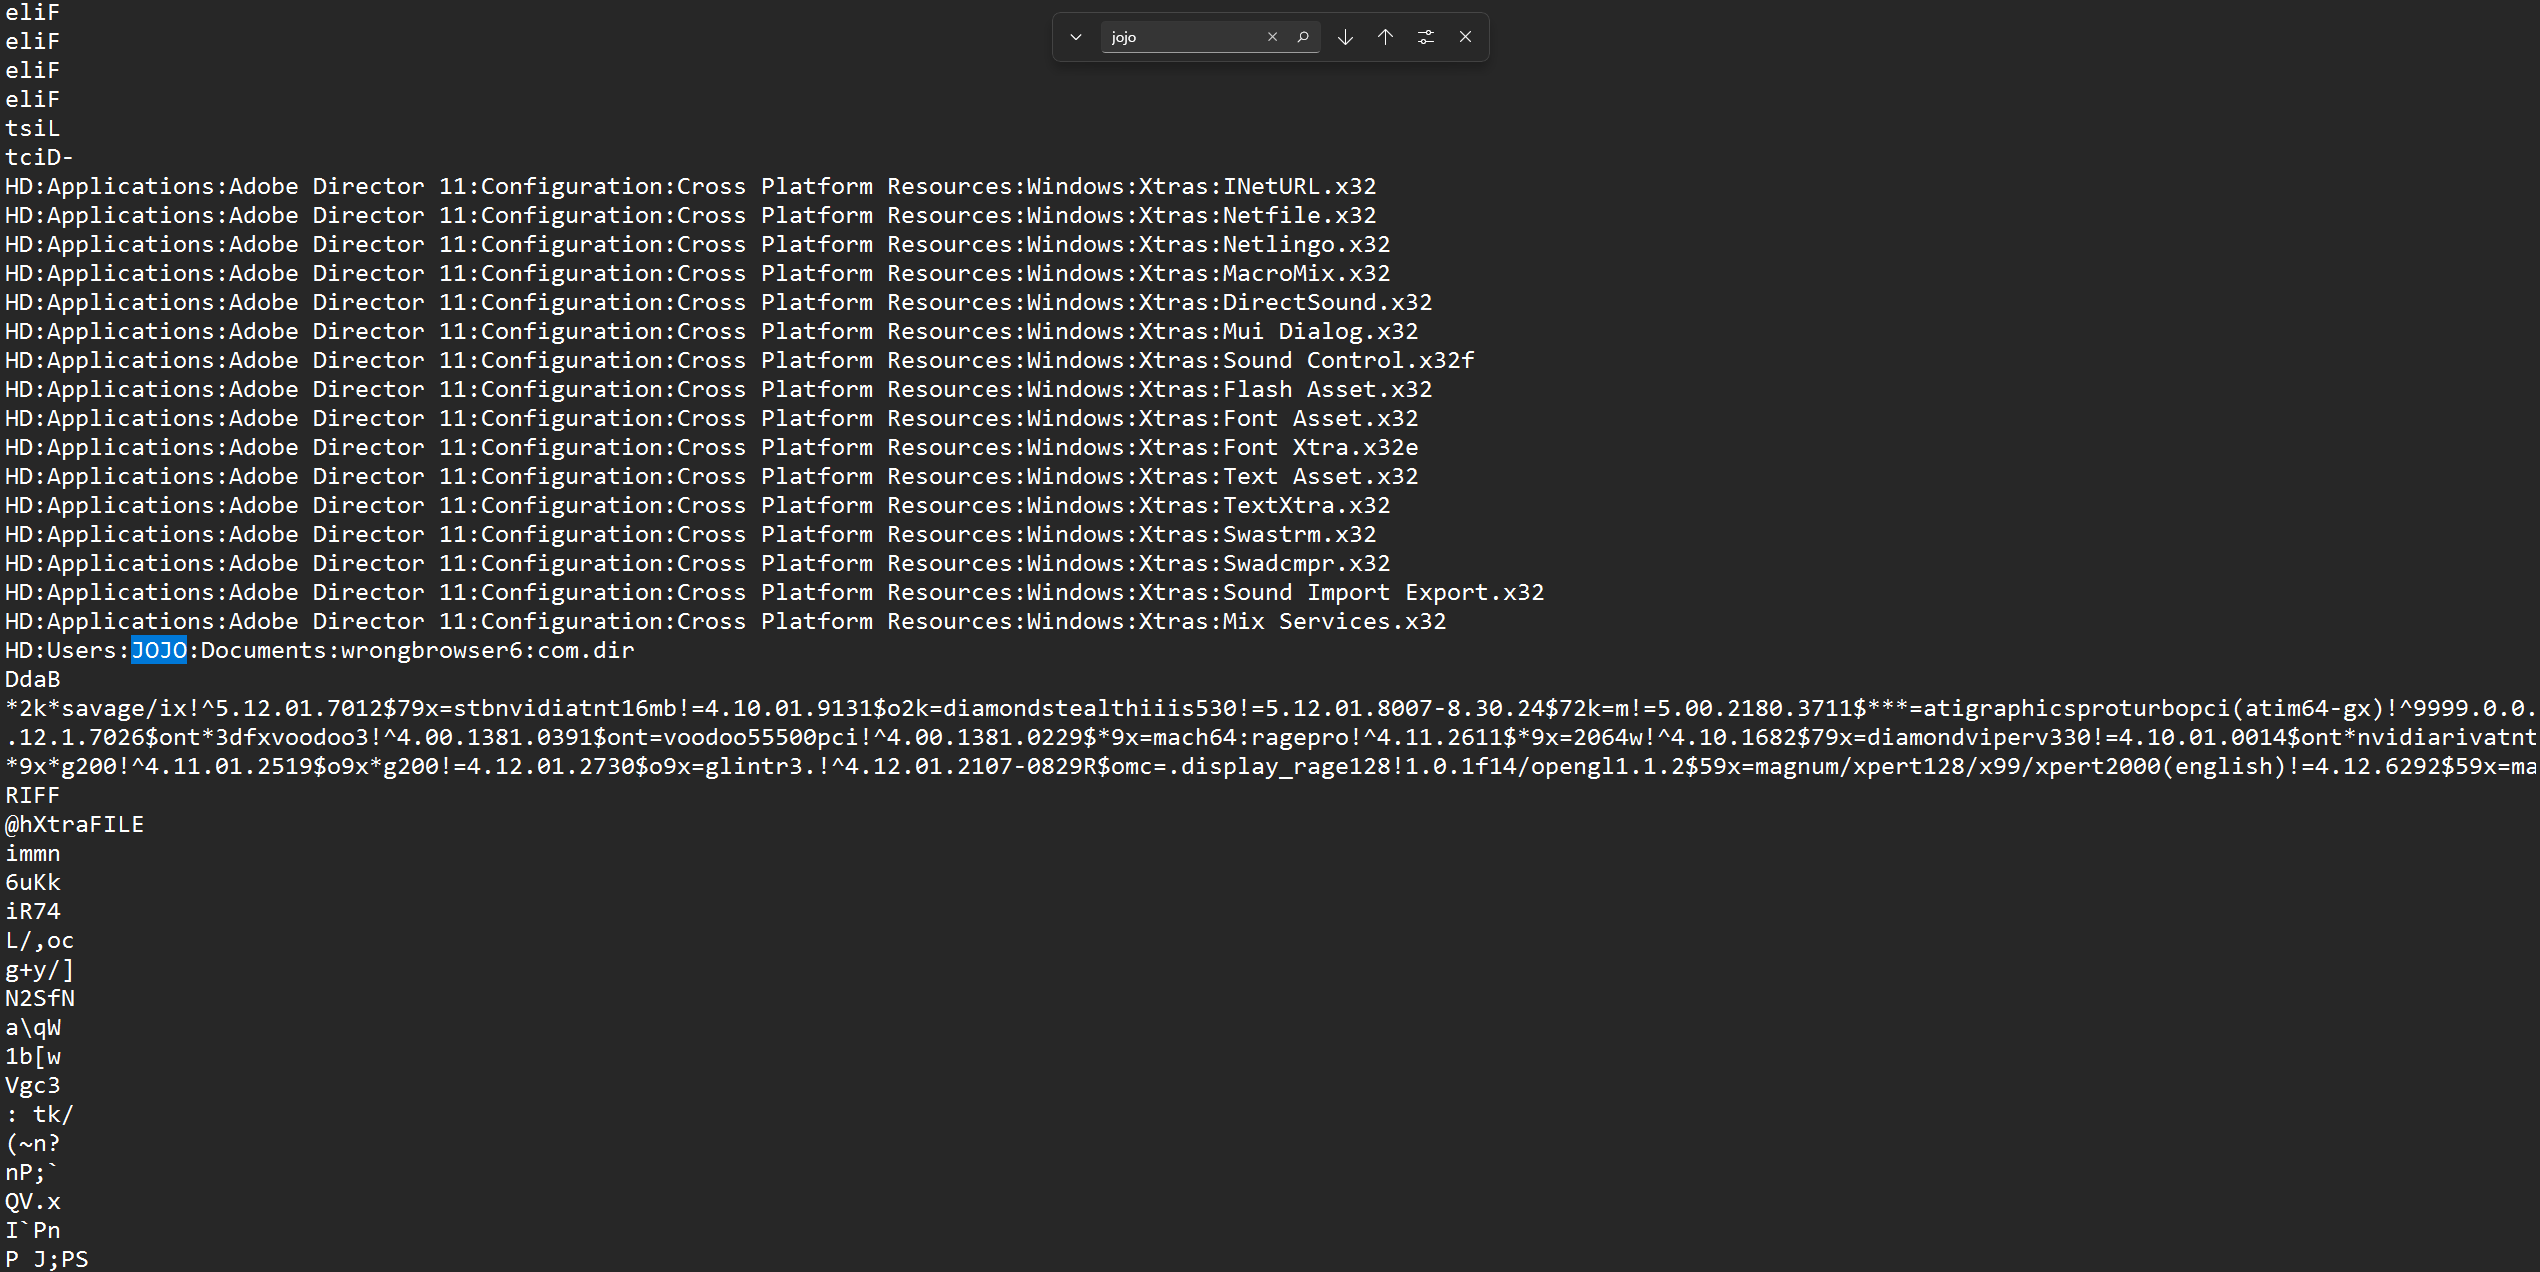 eliF
jojo
eliF
eliF
eliF
tsiL
tciD-
HD:Applications:Adobe Director 11:Configuration:Cross Platform Resources:Windows:Xtras:INetURL.x32
HD:Applications:Adobe Director 11:Configuration:Cross Platform Resources:Windows:Xtras:Netfile.x32
HD:Applications:Adobe Director 11:Configuration:Cross Platform Resources:Windows:Xtras:Netlingo.x32
HD:Applications:Adobe Director 11:Configuration:Cross Platform Resources:Windows:Xtras:MacroMix.x32
HD:Applications:Adobe Director 11:Configuration:Cross Platform Resources:Windows:Xtras:DirectSound.x32
HD:Applications:Adobe Director 11:Configuration:Cross Platform Resources:Windows:Xtras:Mui Dialog.x32
HD:Applications:Adobe Director 11:Configuration:Cross Platform Resources:Windows:Xtras:Sound Control.x32f
HD:Applications:Adobe Director 11:Configuration:Cross Platform Resources:Windows:Xtras:Flash Asset.x32
HD:Applications:Adobe Director 11:Configuration:Cross Platform Resources:Windows:Xtras:Font Asset.x32
HD:Applications:Adobe Director 11:Configuration:Cross Platform Resources:Windows:Xtras:Font Xtra.x32e
HD:Applications:Adobe Director 11:Configuration:Cross Platform Resources:Windows:Xtras:Text Asset.x32
HD:Applications:Adobe Director 11:Configuration:Cross Platform Resources:Windows:Xtras:TextXtra.x32
HD:Applications:Adobe Director 11:Configuration:Cross Platform Resources:Windows:Xtras:Swastrm.x32
HD:Applications:Adobe Director 11:Configuration:Cross Platform Resources:Windows:Xtras:Swadcmpr.x32
HD:Applications:Adobe Director 11:Configuration:Cross Platform Resources:Windows:Xtras:Sound Import Export.x32
HD:Applications:Adobe Director 11:Configuration:Cross Platform Resources:Windows:Xtras:Mix Services.x32
HD:Users:JOJO:Documents:wrongbrowser6:com.dir
DdaB
*2k*savage/ix!^5.12.01.7012$79x=stbnvidiatnt16mb!=4.10.01.9131$o2k=diamondstealthiiis530!=5.12.01.8007-8.30.24$72k=m!=5.00.2180.3711$***=atigraphicsproturbopci(atim64-gx)!^9999.0.0.
.12.1.7026$ont*3dfxvoodoo3!^4.00.1381.0391$ont=voodoo55500pci!^4.00.1381.0229$*9x=mach64:ragepro!^4.11.2611$*9x=2064w!^4.10.1682$79x=diamondviperv330!=4.10.01.0014$ont*nvidiarivatnt
*9x*g200!^4.11.01.2519$o9x*g200!=4.12.01.2730$o9x=glintr3.!^4.12.01.2107-0829R$omc=.display_rage128!1.0.1f14/opengl1.1.2$59x=magnum/xpert128/x99/xpert2000(english)!=4.12.6292$59x=ma
RIFF
@hXtraFILE
immn
6uKk
iR74
L/,oc
g+y/]
N2SfN
a\qW
1b[w
Vgc3
: tk/
(~n?
nP;`
QV.x
I`Pn
P J;PS